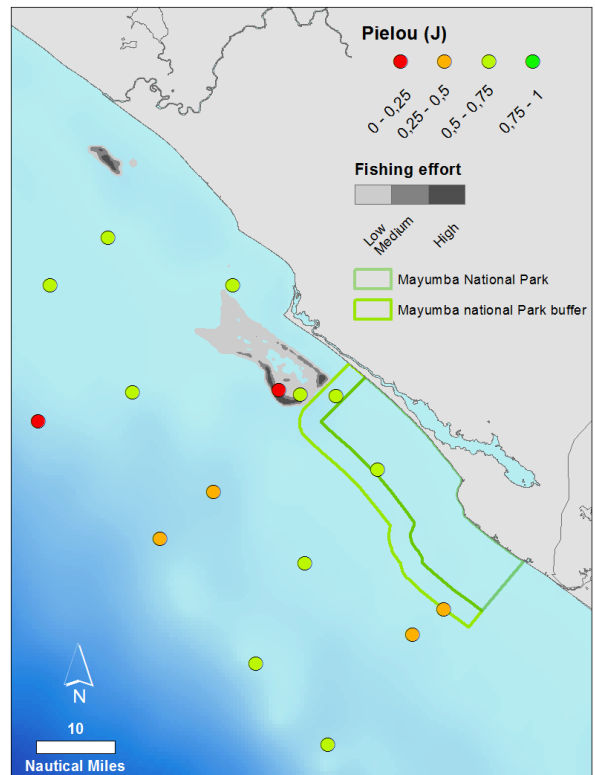 Pielou (J)
0 - 0,25
0,25 - 0,5
0,5 - 0,75
0,75 - 1
Fishing effort
Low
Medium
High
Mayumba National Park
Mayumba national Park buffer
N
10
Nautical Miles